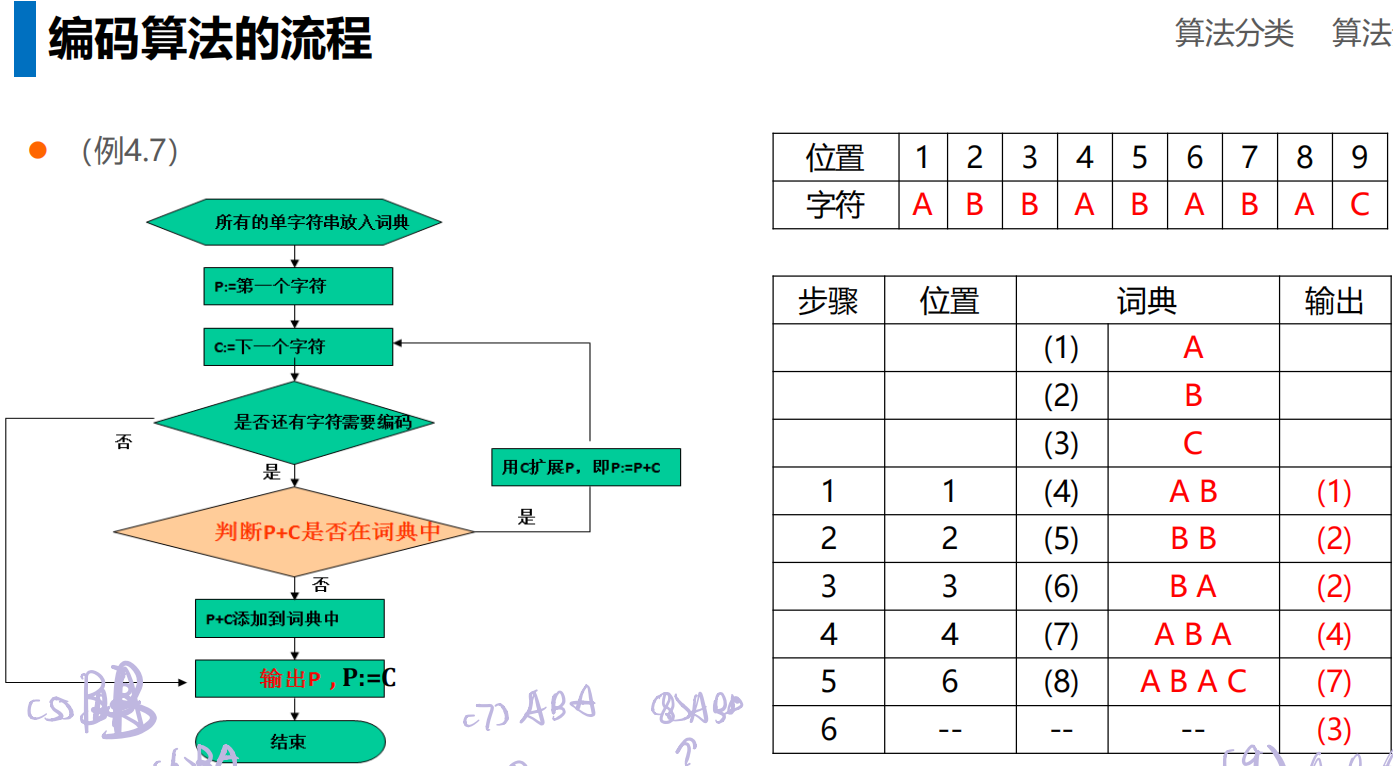 编码算法的流程
算法分类 算法
（例4.7）
所有的单字符串放入词典
P:=第一个字符
C:=下一个字符
是否还有字符需要编码
否
是
用C扩展P，即P:=P+C
判断P+C是否在词典中
是
否
P+C添加到词典中
输出P，P:=C
结束
位置 1 2 3 4 5 6 7 8 9
字符 A B B A B A B A C
步骤 位置 词典 输出
(1) A
(2) B
(3) C
1 1 (4) A B (1)
2 2 (5) B B (2)
3 3 (6) B A (2)
4 4 (7) A B A (4)
5 6 (8) A B A C (7)
6 -- -- -- (3)
(7) ABA
?